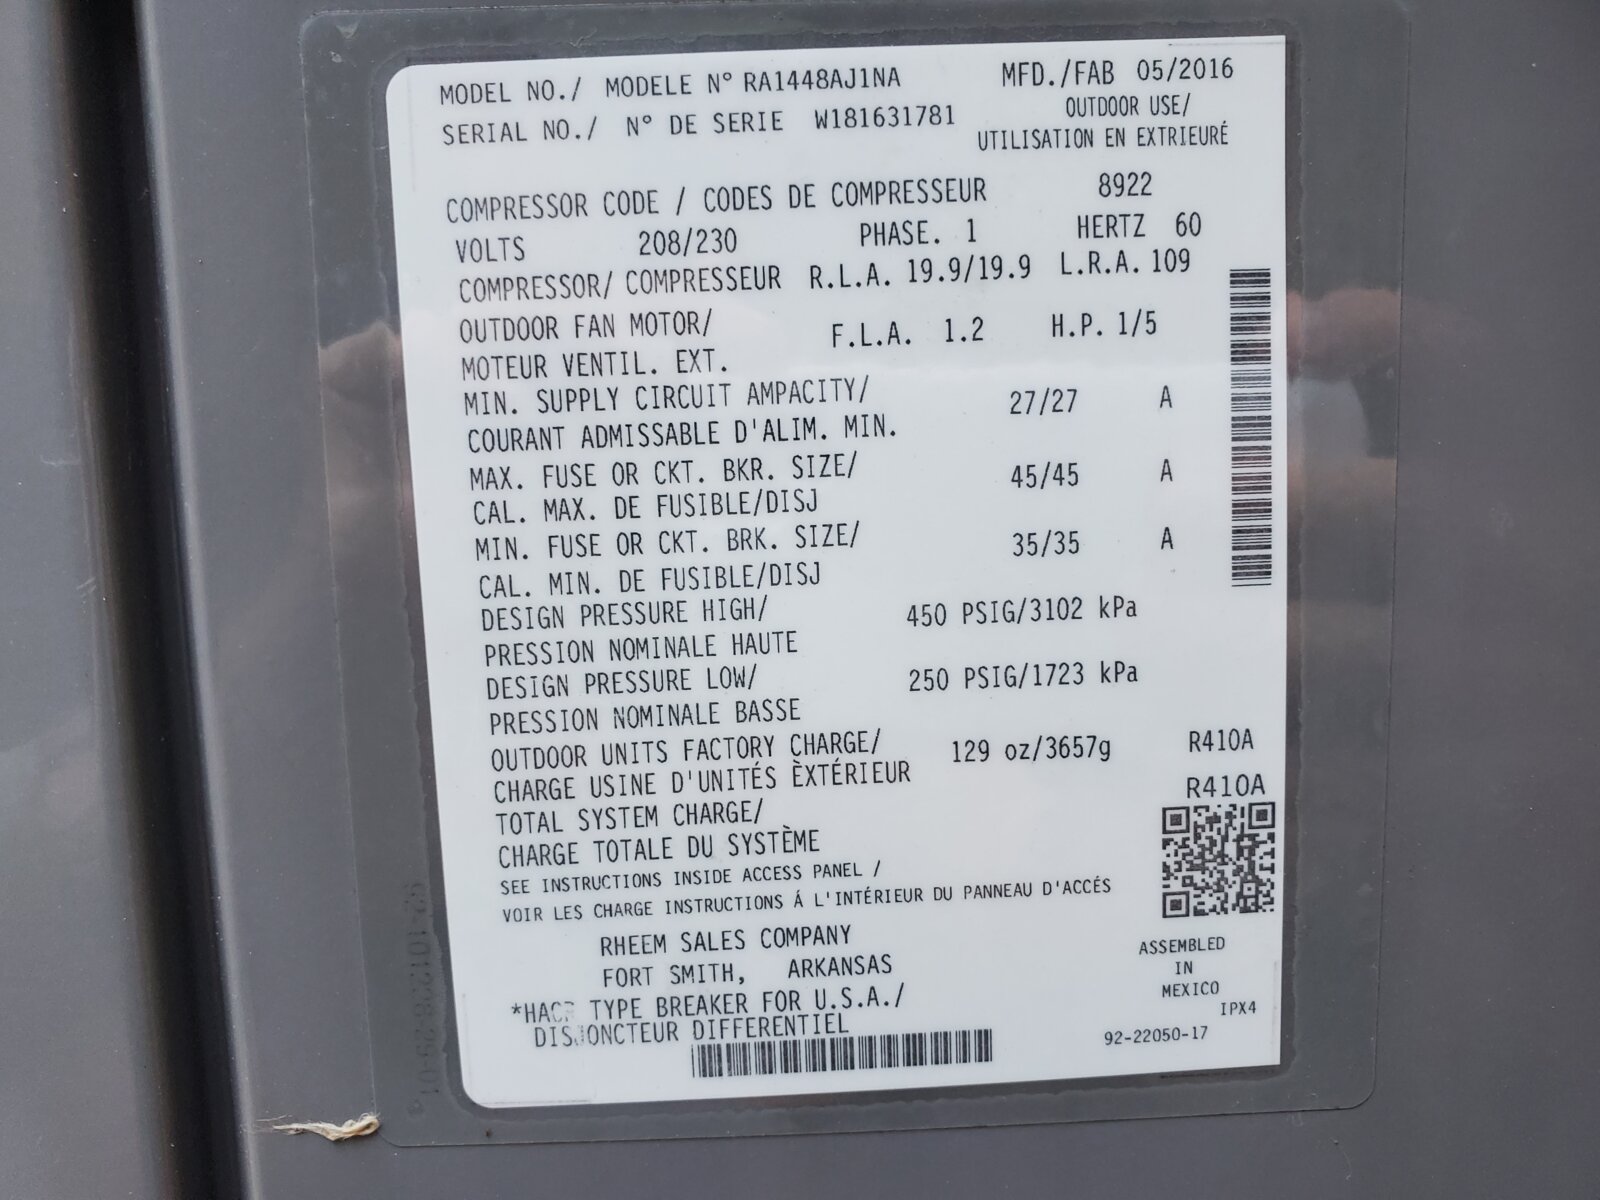 MODEL NO./ MODELE N° RA1448AJ1NA MFD./FAB 05/2016
SERIAL NO./ N° DE SERIE W181631781 OUTDOOR USE/
UTILISATION EN EXTRIEURÉ
COMPRESSOR CODE / CODES DE COMPRESSEUR 8922
VOLTS 208/230 PHASE. 1 HERTZ 60
COMPRESSOR/ COMPRESSEUR R.L.A. 19.9/19.9 L.R.A. 109
OUTDOOR FAN MOTOR/ F.L.A. 1.2 H.P. 1/5
MOTEUR VENTIL. EXT.
MIN. SUPPLY CIRCUIT AMPACITY/ 27/27 A
COURANT ADMISSABLE D'ALIM. MIN.
MAX. FUSE OR CKT. BKR. SIZE/ 45/45 A
CAL. MAX. DE FUSIBLE/DISJ
MIN. FUSE OR CKT. BRK. SIZE/ 35/35 A
CAL. MIN. DE FUSIBLE/DISJ
DESIGN PRESSURE HIGH/ 450 PSIG/3102 kPa
PRESSION NOMINALE HAUTE
DESIGN PRESSURE LOW/ 250 PSIG/1723 kPa
PRESSION NOMINALE BASSE
OUTDOOR UNITS FACTORY CHARGE/ 129 oz/3657g R410A
CHARGE USINE D'UNITÉS ÈXTÉRIEUR R410A
TOTAL SYSTEM CHARGE/
CHARGE TOTALE DU SYSTÈME
SEE INSTRUCTIONS INSIDE ACCESS PANEL /
VOIR LES CHARGE INSTRUCTIONS Á L'INTÉRIEUR DU PANNEAU D'ACCÉS
RHEEM SALES COMPANY
FORT SMITH, ARKANSAS
ASSEMBLED
IN
MEXICO
*HACR TYPE BREAKER FOR U.S.A./
DISJONCTEUR DIFFERENTIEL
IPX4
92-22050-17